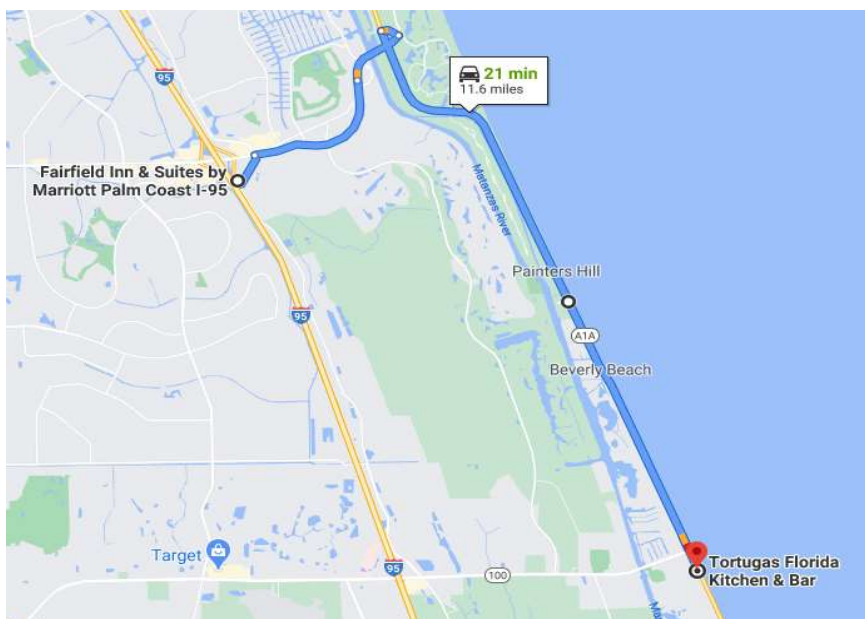 95
21 min
11.6 miles
Fairfield Inn & Suites by
Marriott Palm Coast I-95
Matanzas River
Painters Hill
95
A1A
Beverly Beach
Target
95
100
Tortugas Florida
Kitchen & Bar